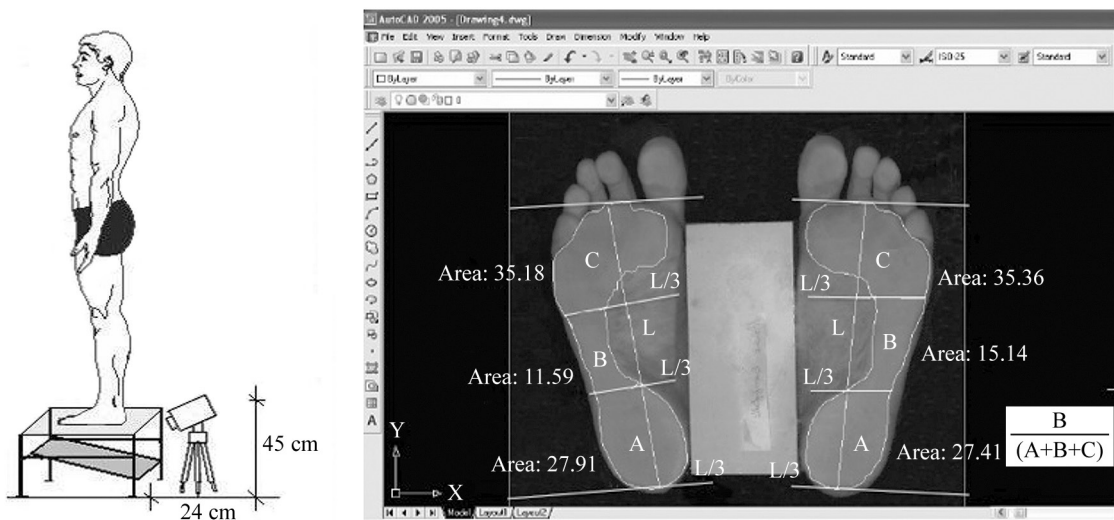 45 cm
24 cm
AutoCAD 2005 - [Drawing4.dwg]
File Edit View Insert Format Tools Draw Dimension Modify Window Help
Standard ISO-25 Standard
ByLayer ByLayer ByLayer ByColor
0
C C
Area: 35.18 L/3 L/3 Area: 35.36
L L
B B
Area: 11.59 L/3 L/3 Area: 15.14
A A
Area: 27.91 L/3 L/3 Area: 27.41
B
(A+B+C)
Y
X
A
Model Layout1 Layout2